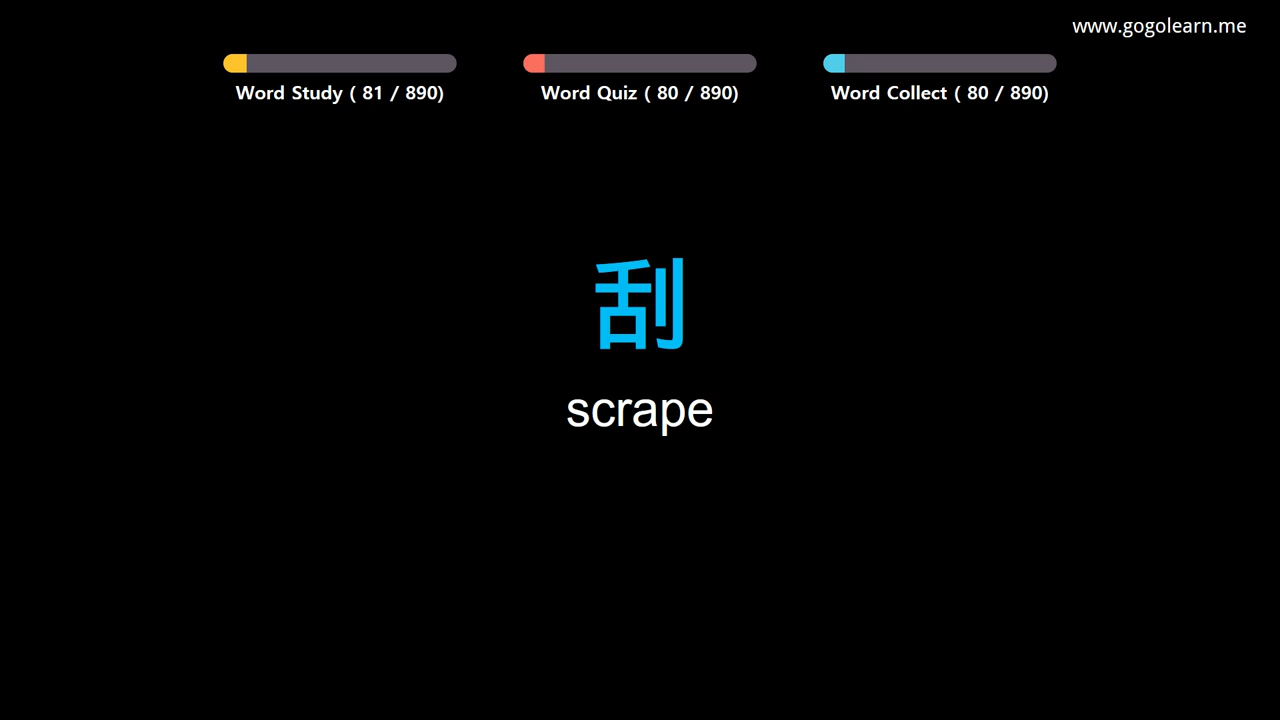 www.gogolearn.me
Word Study ( 81 / 890)
Word Quiz ( 80 / 890)
Word Collect ( 80 / 890)
刮
scrape